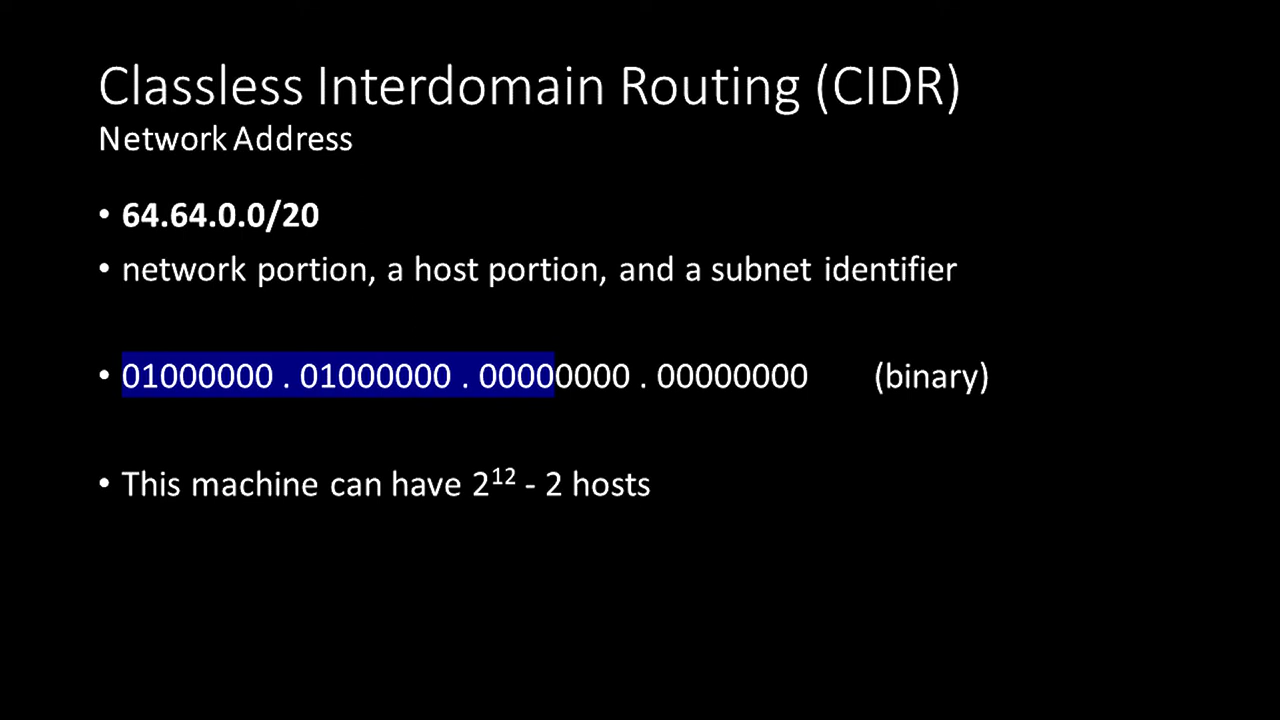 Classless Interdomain Routing (CIDR)
Network Address
• 64.64.0.0/20
• network portion, a host portion, and a subnet identifier
• 01000000 . 01000000 . 00000000 . 00000000 (binary)
• This machine can have 2¹² - 2 hosts